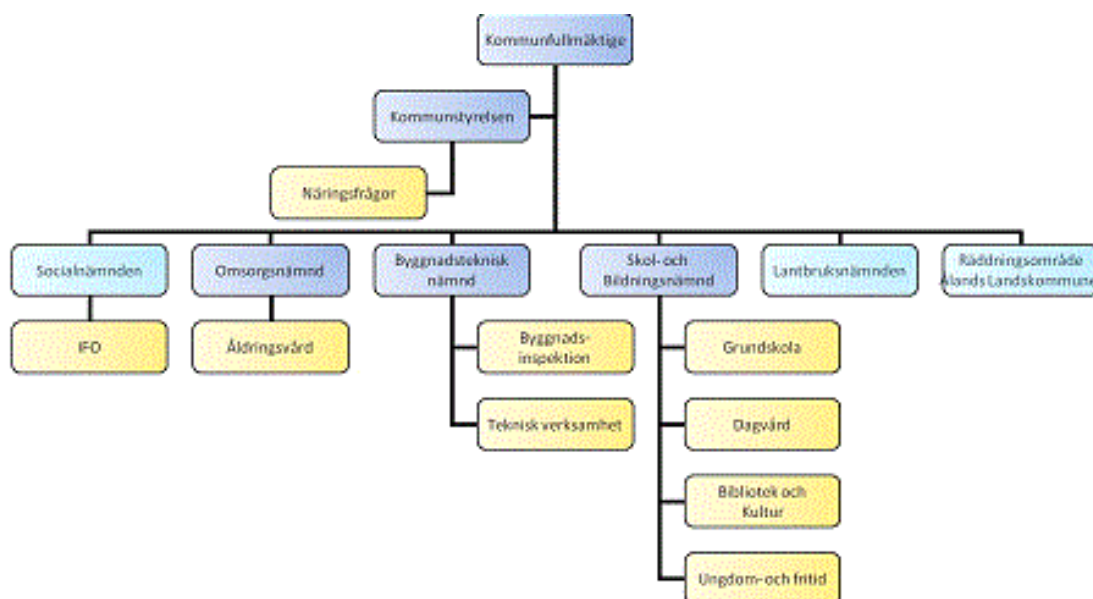 Kommunfullmäktige
Kommunstyrelsen
Näringsfrågor
Socialnämnden
Omsorgsnämnd
Byggnadsteknisk
nämnd
Skol- och
Bildningsnämnd
Lantbruksnämnden
Räddningsområde
Ålands Landskommune
IFO
Åldringsvård
Byggnads-
inspektion
Grundskola
Teknisk verksamhet
Dagvård
Bibliotek och
Kultur
Ungdom- och fritid